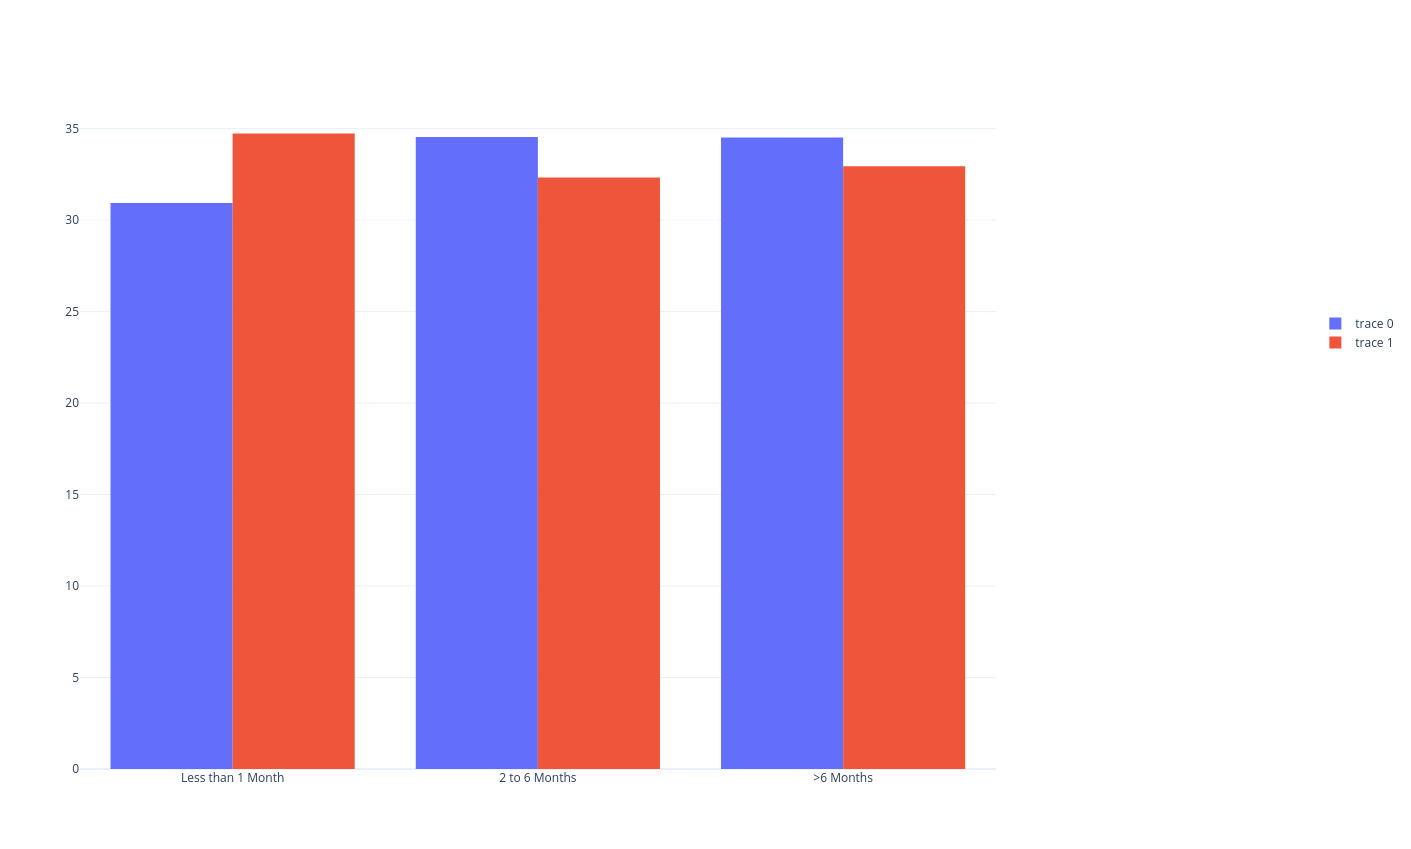 35
30
25
20
15
10
5
0
Less than 1 Month
2 to 6 Months
>6 Months
trace 0
trace 1